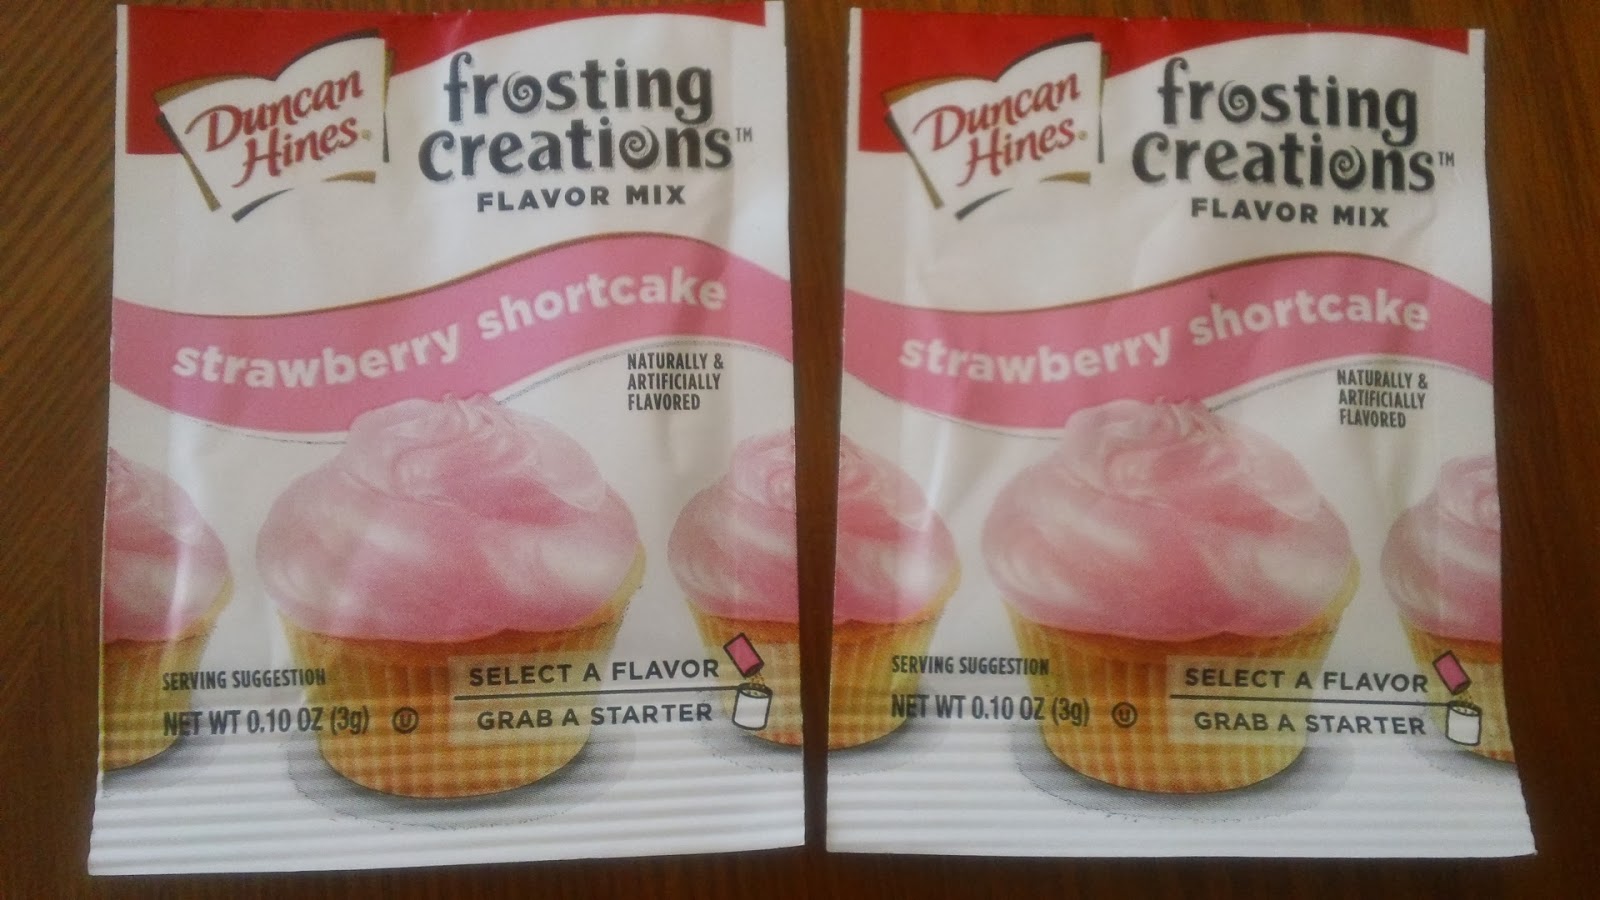 Duncan
Hines®
frosting
creations™
FLAVOR MIX
strawberry shortcake
NATURALLY &
ARTIFICIALLY
FLAVORED
SERVING SUGGESTION
NET WT 0.10 OZ (3g) U
SELECT A FLAVOR
GRAB A STARTER
Duncan
Hines®
frosting
creations™
FLAVOR MIX
strawberry shortcake
NATURALLY &
ARTIFICIALLY
FLAVORED
SERVING SUGGESTION
NET WT 0.10 OZ (3g) U
SELECT A FLAVOR
GRAB A STARTER